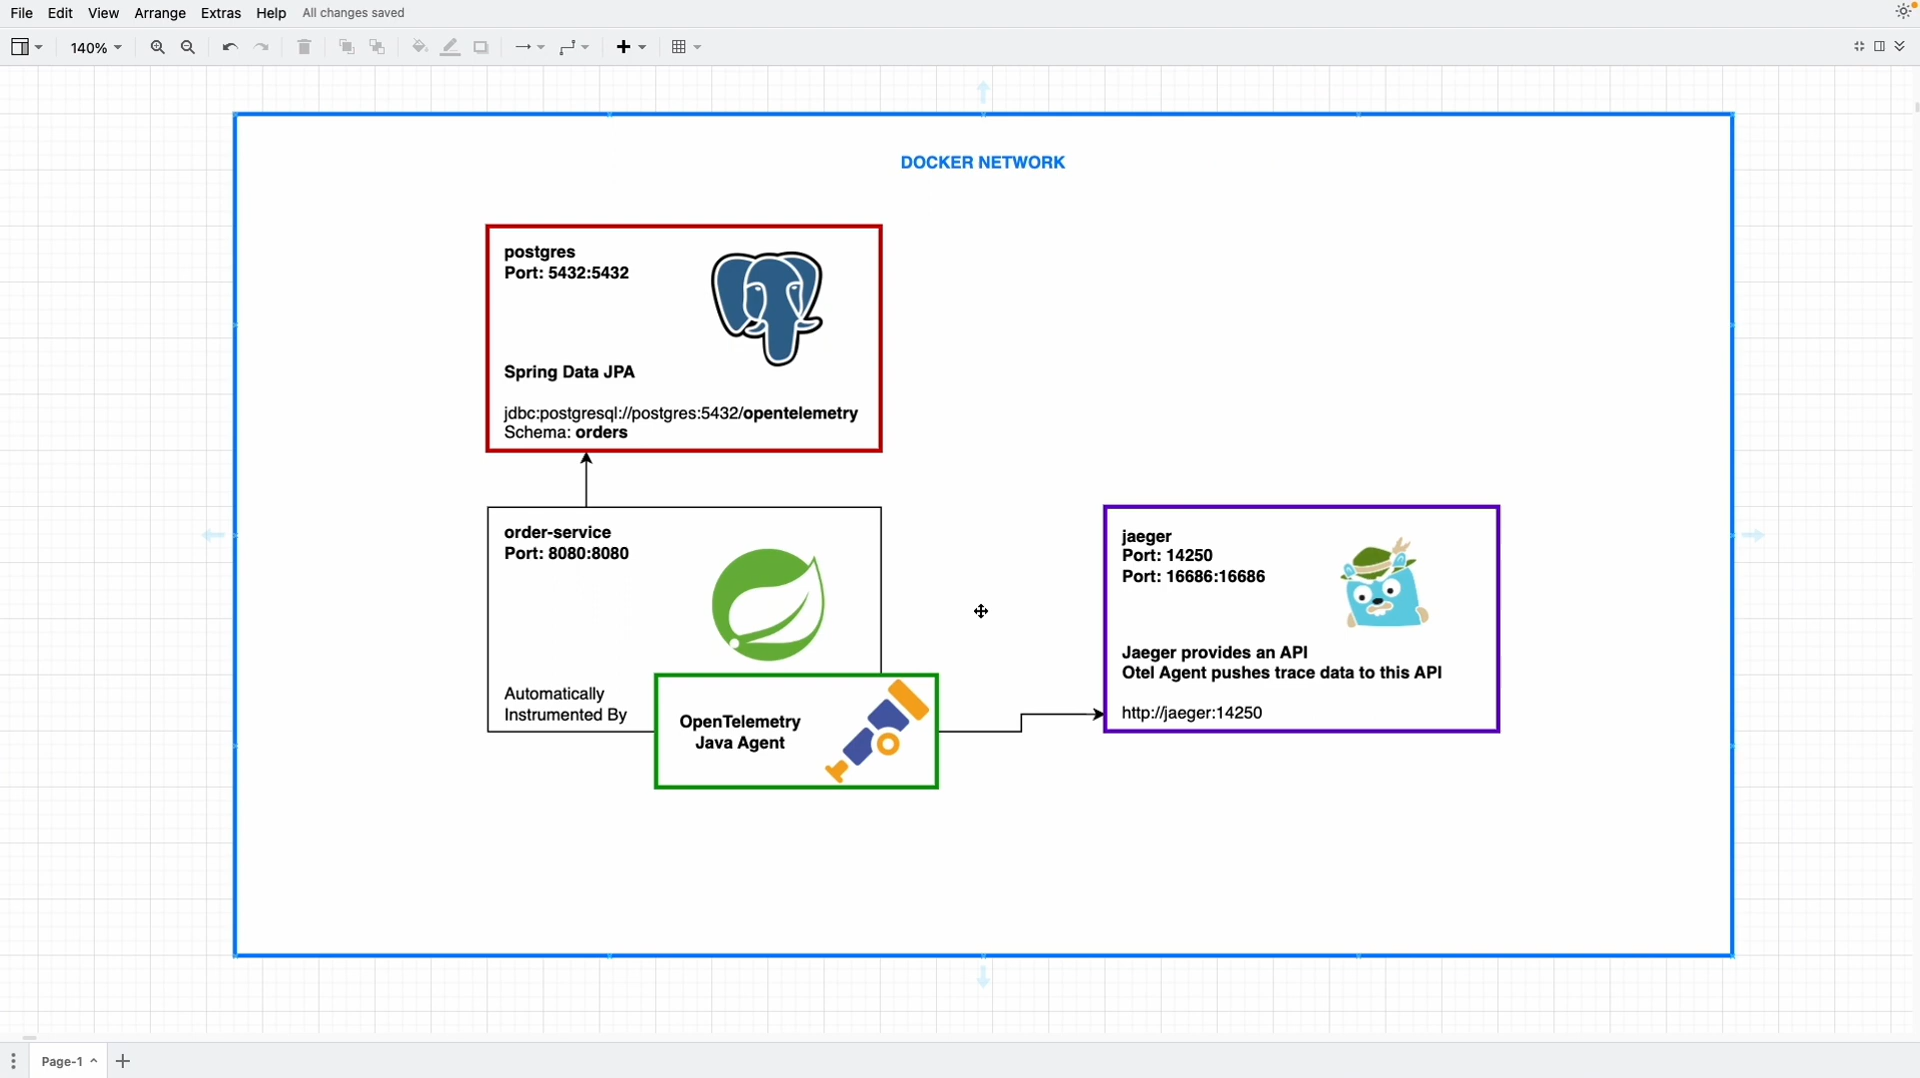 File Edit View Arrange Extras Help All changes saved
140%
DOCKER NETWORK
postgres
Port: 5432:5432
Spring Data JPA
jdbc:postgresql://postgres:5432/opentelemetry
Schema: orders
order-service
Port: 8080:8080
Automatically
Instrumented By
OpenTelemetry
Java Agent
jaeger
Port: 14250
Port: 16686:16686
Jaeger provides an API
Otel Agent pushes trace data to this API
http://jaeger:14250
Page-1